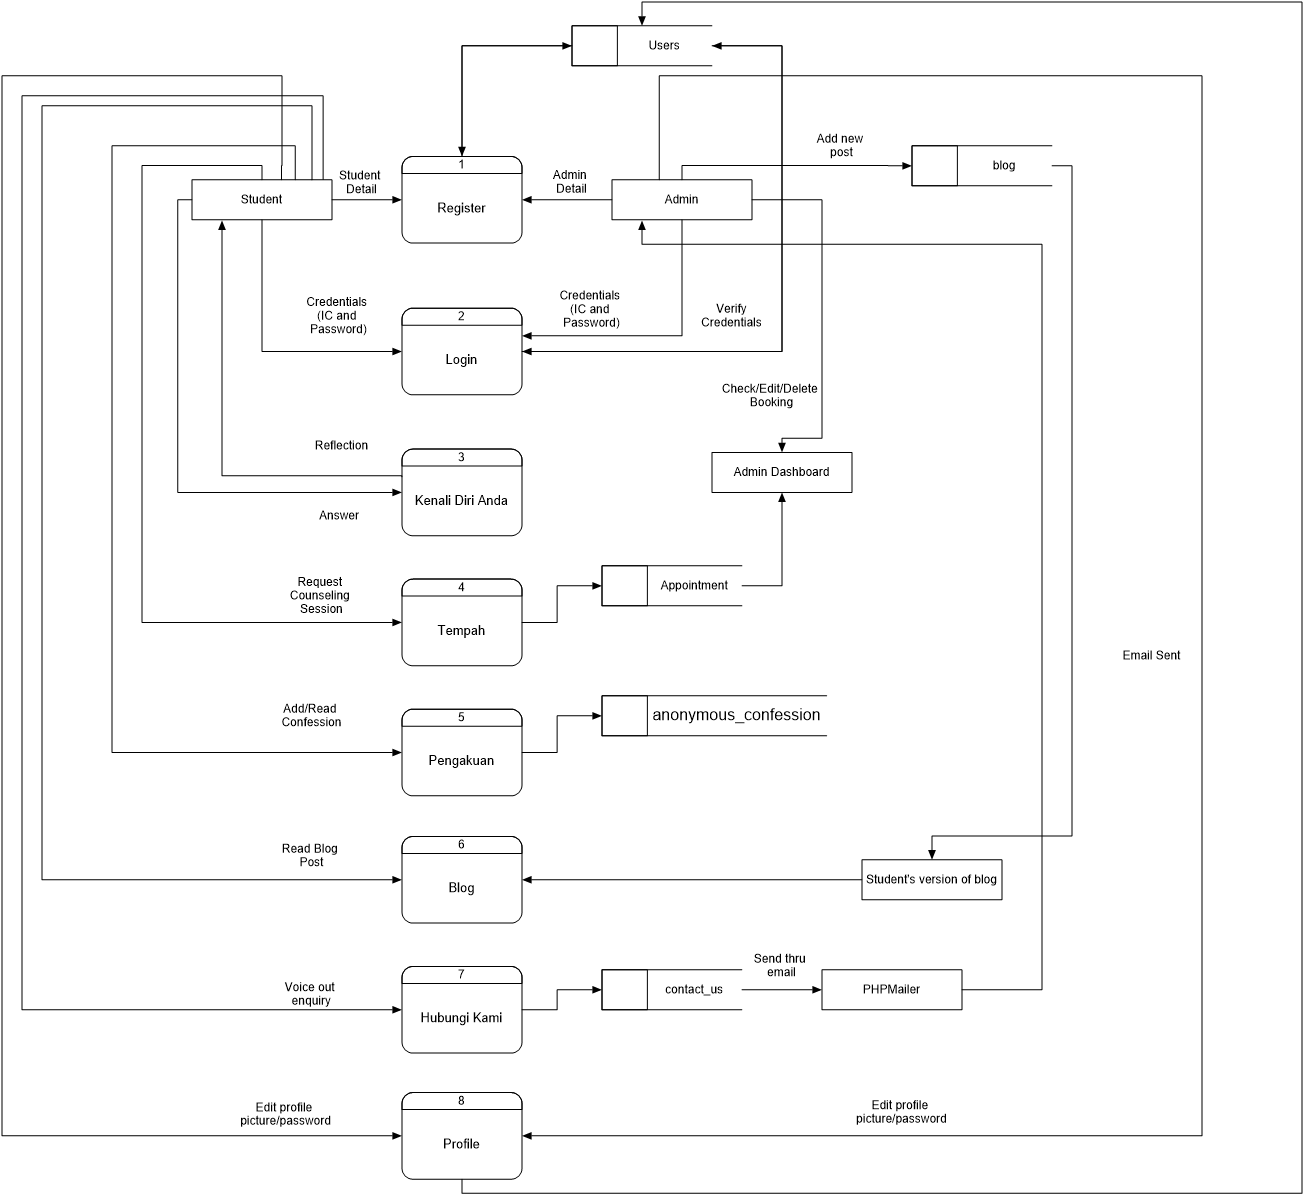 Users
Add new
post
blog
1
Register
Student
Detail
Admin
Detail
Student
Admin
Credentials
(IC and
Password)
Credentials
(IC and
Password)
Verify
Credentials
2
Login
Check/Edit/Delete
Booking
Reflection
3
Kenali Diri Anda
Answer
Admin Dashboard
Request
Counseling
Session
4
Tempah
Appointment
Email Sent
Add/Read
Confession
5
Pengakuan
anonymous_confession
Read Blog
Post
6
Blog
Student's version of blog
Voice out
enquiry
7
Hubungi Kami
contact_us
Send thru
email
PHPMailer
Edit profile
picture/password
8
Profile
Edit profile
picture/password